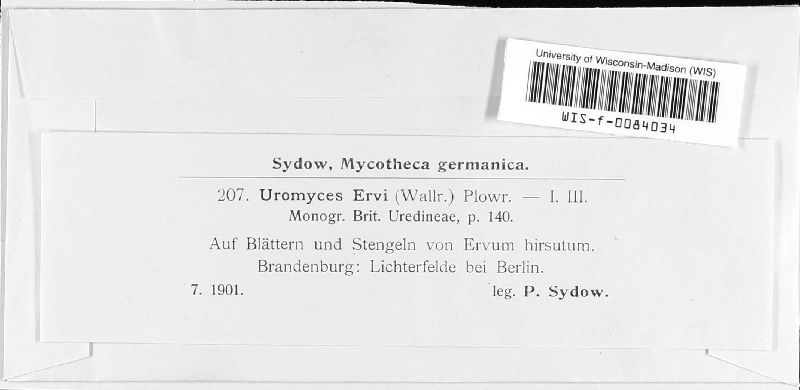 University of Wisconsin-Madison (WIS)
WIS-f-0084034
Sydow, Mycotheca germanica.
207. Uromyces Ervi (Wallr.) Plowr. — I. III.
Monogr. Brit. Uredineae, p. 140.
Auf Blättern und Stengeln von Ervum hirsutum.
Brandenburg: Lichterfelde bei Berlin.
7. 1901. leg. P. Sydow.